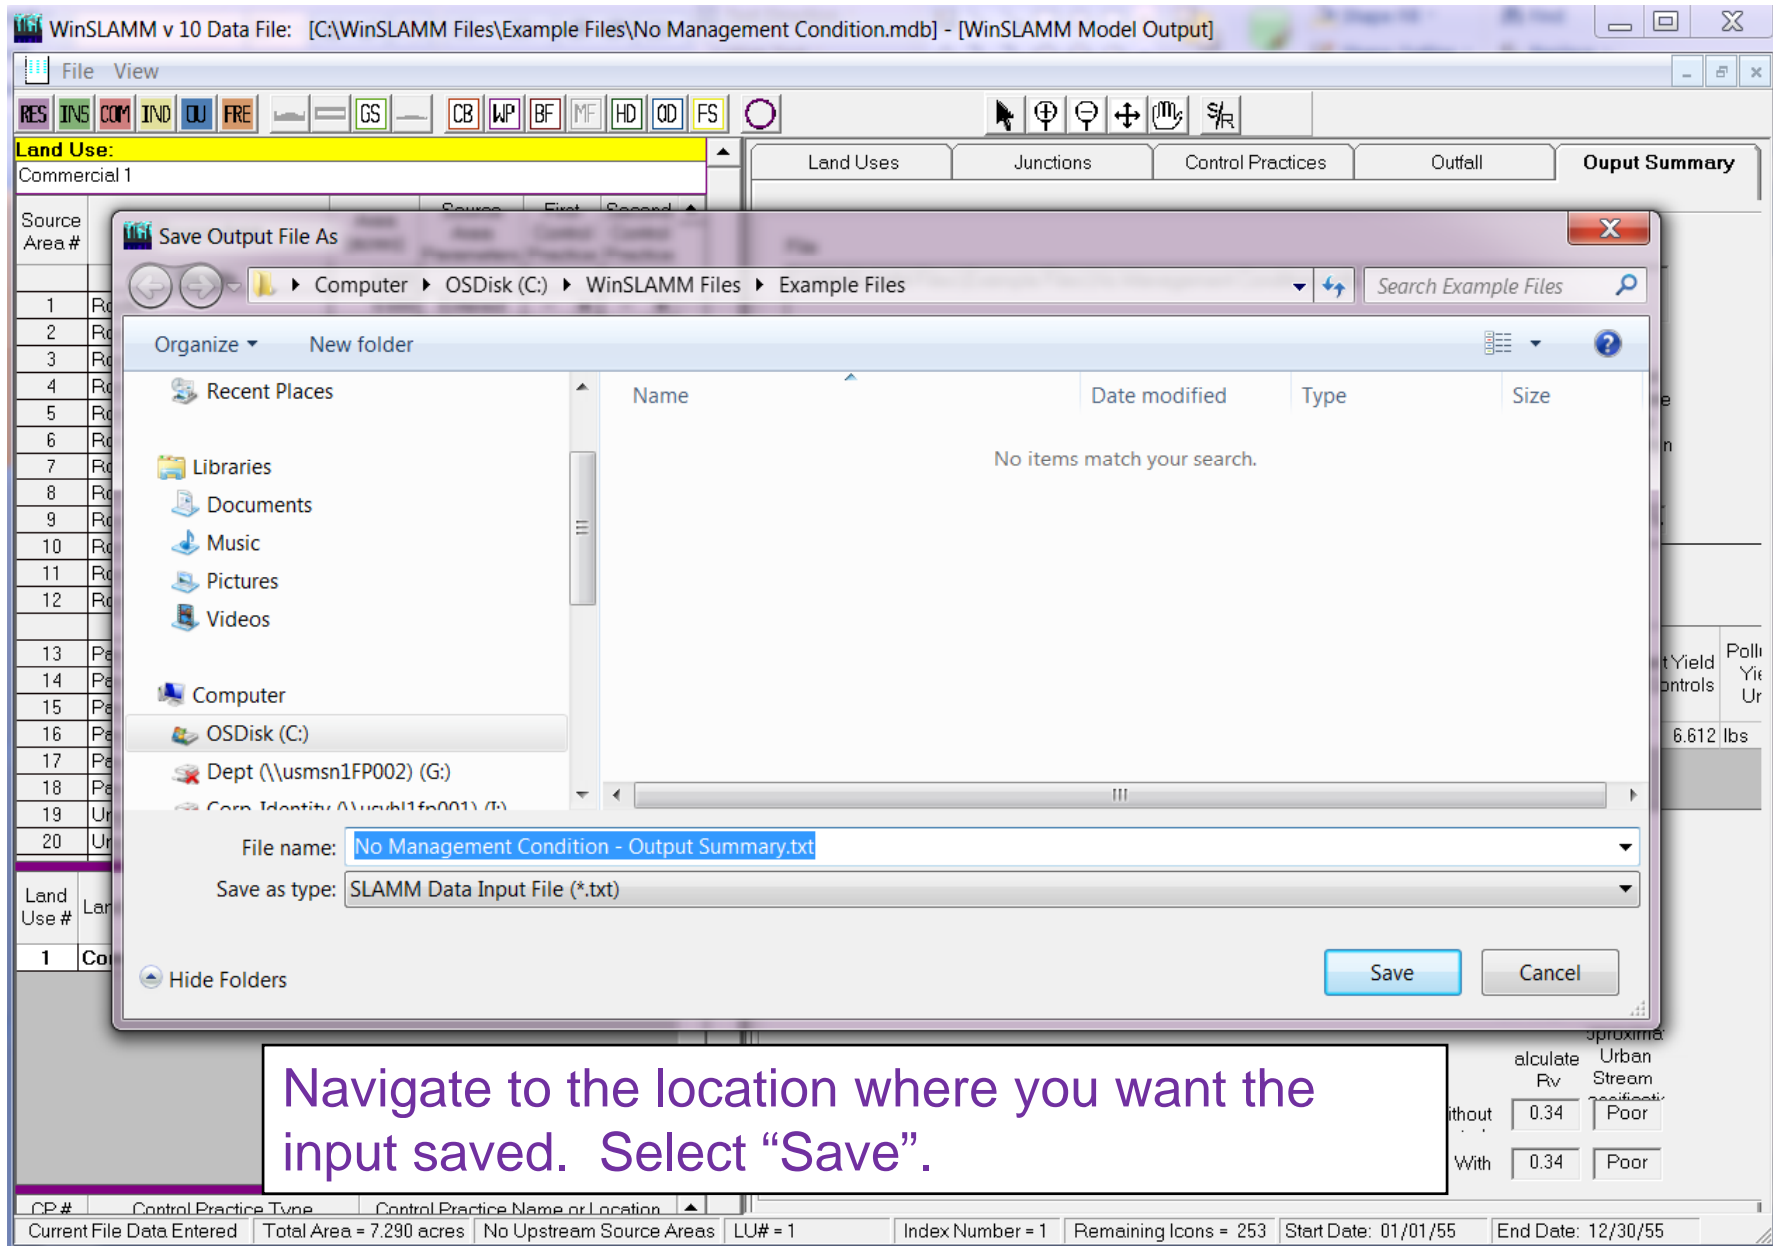 WinSLAMM v 10 Data File: [C:\WinSLAMM Files\Example Files\No Management Condition.mdb] - [WinSLAMM Model Output]
File View
RES INS COM IND OU FRE GS CB WP BF MF HD OD FS S/R
Land Use:
Commercial 1
Land Uses Junctions Control Practices Outfall Ouput Summary
Source Area #
Save Output File As
Computer OSDisk (C:) WinSLAMM Files Example Files
Search Example Files
Organize New folder
Name Date modified Type Size
No items match your search.
Recent Places
Libraries
Documents
Music
Pictures
Videos
Computer
OSDisk (C:)
Dept (\\usmsn1FP002) (G:)
Corp Identity (\\usvhl1fp001) (I:)
File name: No Management Condition - Output Summary.txt
Save as type: SLAMM Data Input File (*.txt)
Hide Folders
Save Cancel
1
2
3
4
5
6
7
8
9
10
11
12
13
14
15
16
17
18
19
20
6.612 lbs
Land Use #
1
Navigate to the location where you want the
input saved. Select “Save”.
Urban
Rv Stream
0.34 Poor
With 0.34 Poor
CP # Control Practice Type Control Practice Name or Location
Current File Data Entered Total Area = 7.290 acres No Upstream Source Areas LU# = 1 Index Number = 1 Remaining Icons = 253 Start Date: 01/01/55 End Date: 12/30/55